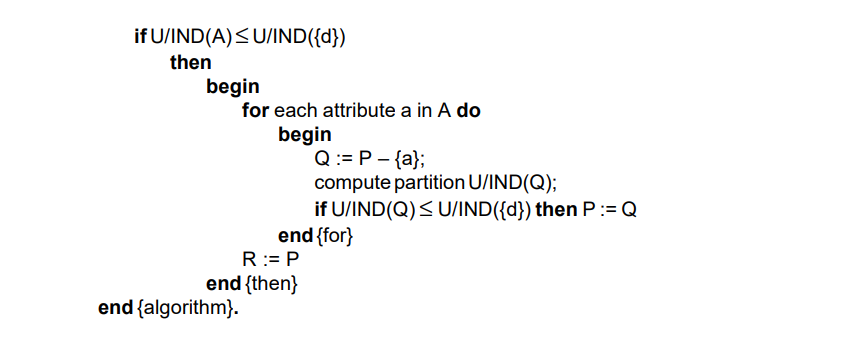 if U/IND(A) ≤ U/IND({d})
then
begin
for each attribute a in A do
begin
Q := P – {a};
compute partition U/IND(Q);
if U/IND(Q) ≤ U/IND({d}) then P := Q
end {for}
R := P
end {then}
end {algorithm}.